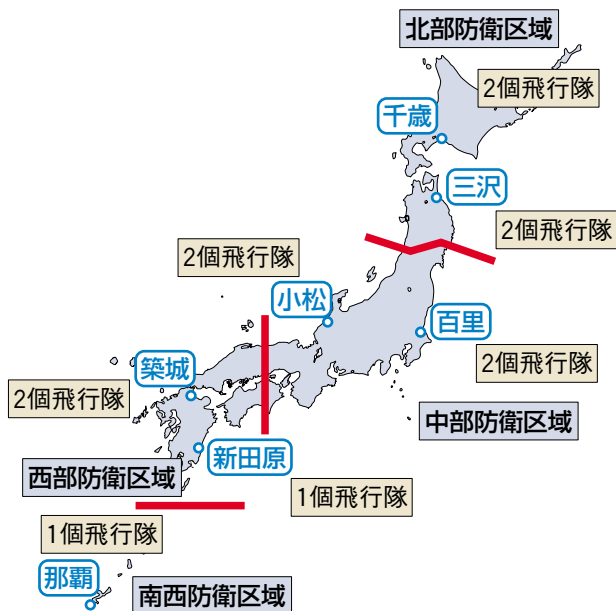 北部防衛区域
2個飛行隊
千歳
三沢
2個飛行隊
2個飛行隊
小松
百里
築城
2個飛行隊
2個飛行隊
中部防衛区域
新田原
西部防衛区域
1個飛行隊
1個飛行隊
那覇
南西防衛区域